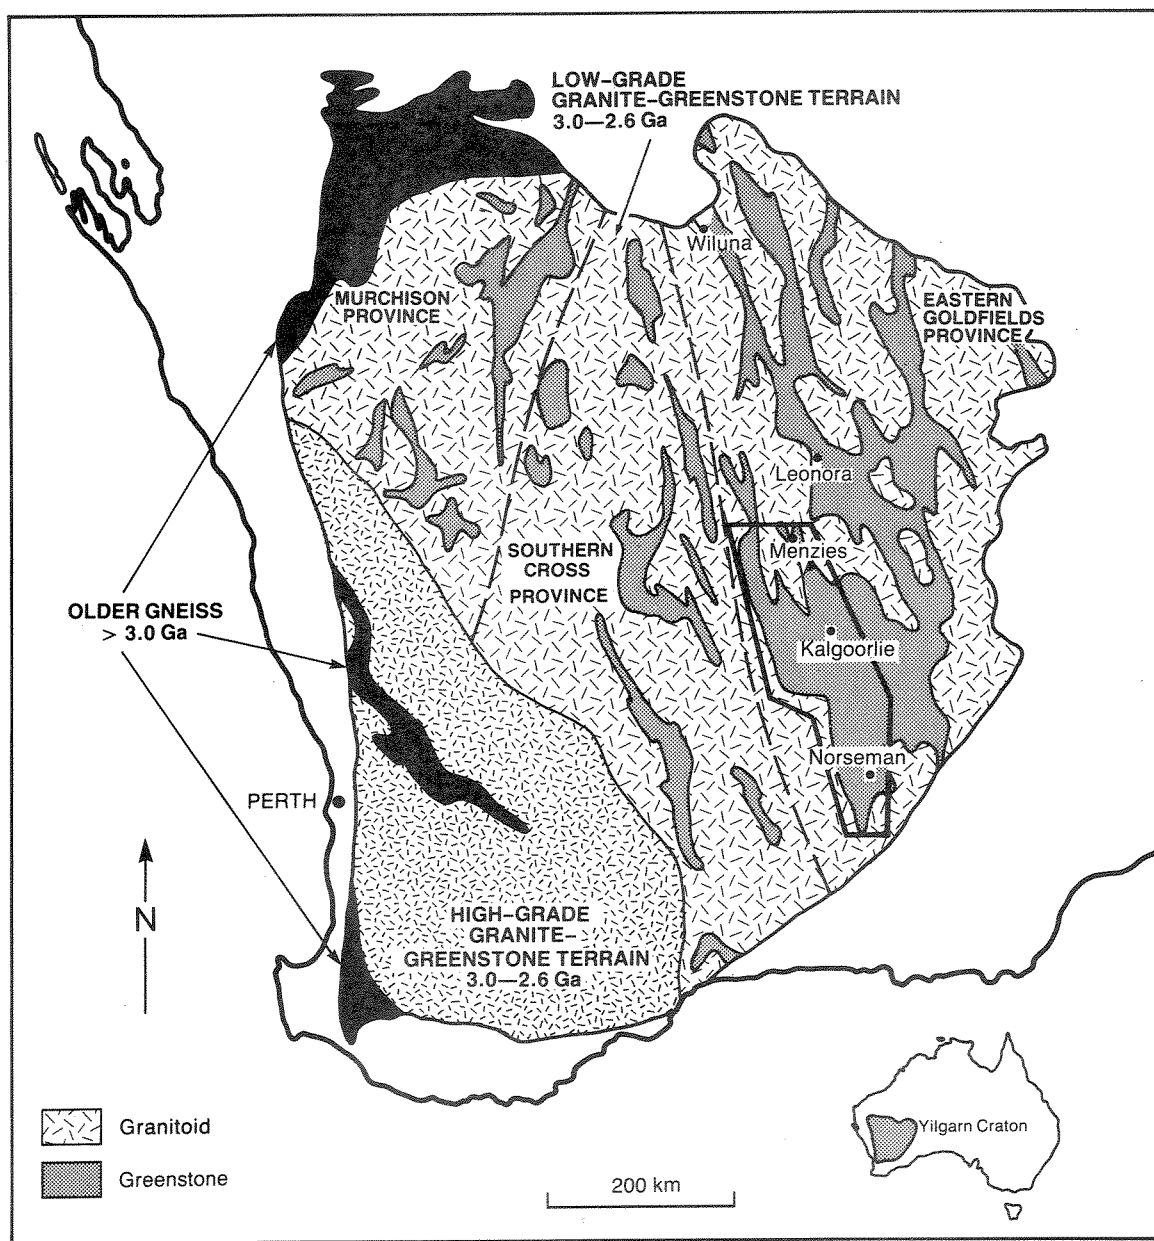 LOW–GRADE
GRANITE–GREENSTONE TERRAIN
3.0—2.6 Ga
Wiluna
MURCHISON
PROVINCE
EASTERN
GOLDFIELDS
PROVINCE
Leonora
SOUTHERN
CROSS
PROVINCE
Menzies
OLDER GNEISS
> 3.0 Ga
Kalgoorlie
Norseman
PERTH
N
HIGH–GRADE
GRANITE–
GREENSTONE TERRAIN
3.0—2.6 Ga
Granitoid
Greenstone
200 km
Yilgarn Craton